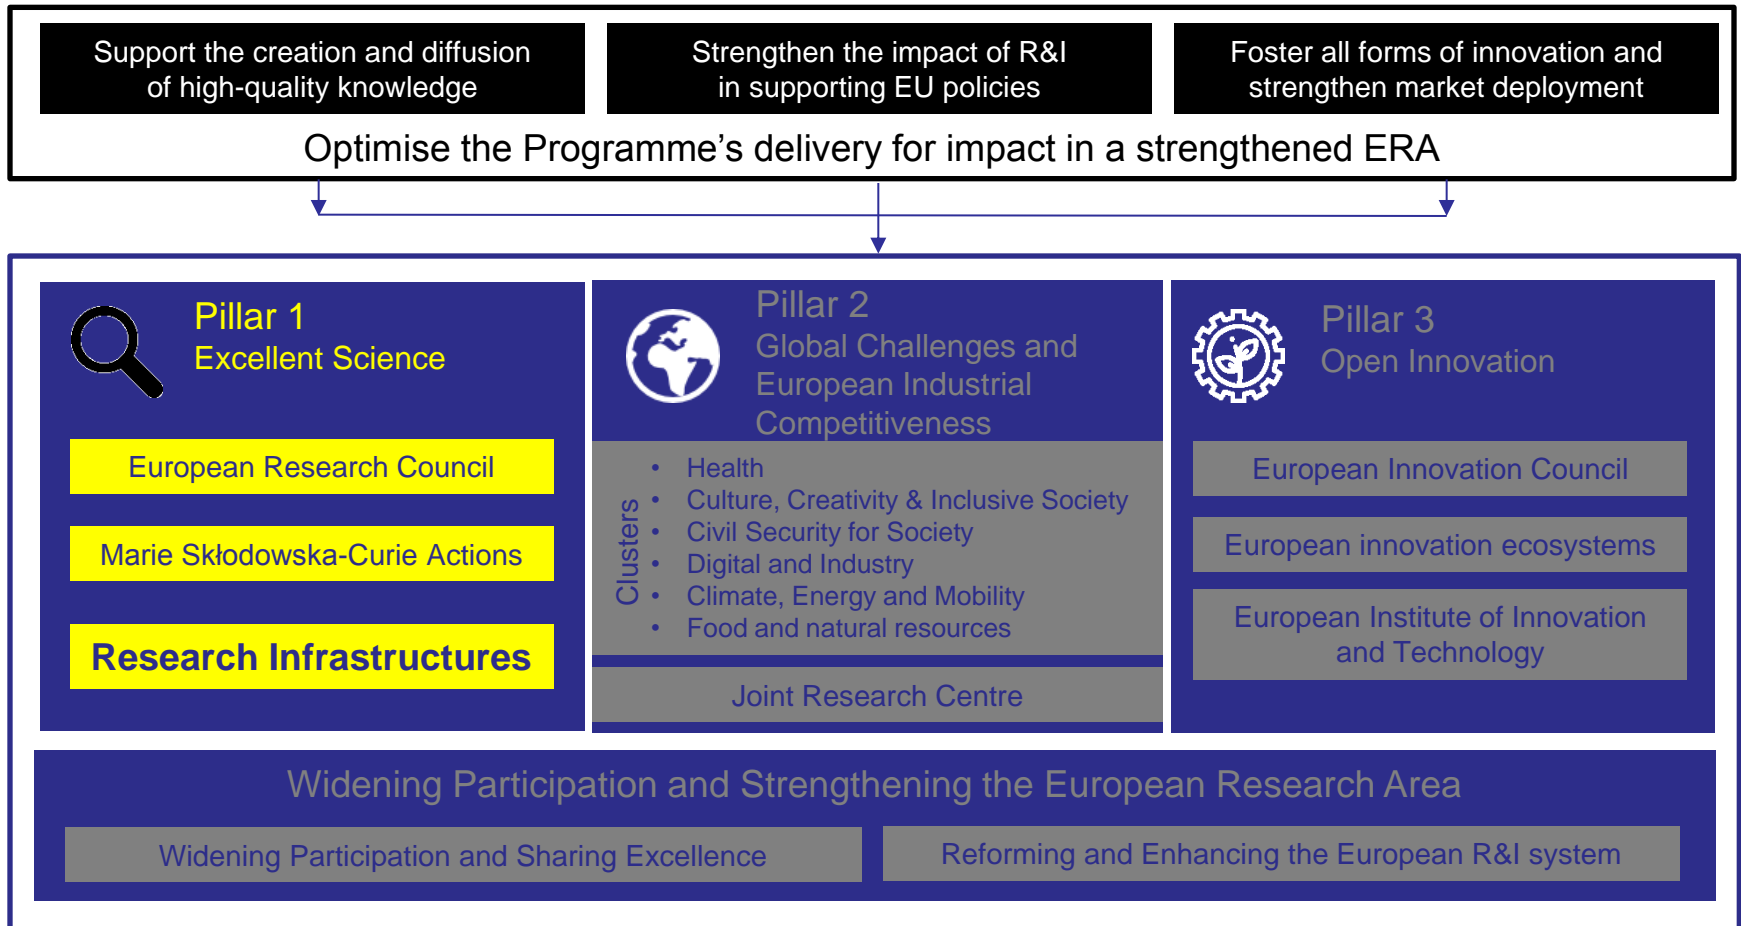 Support the creation and diffusion
of high-quality knowledge
Strengthen the impact of R&I
in supporting EU policies
Foster all forms of innovation and
strengthen market deployment
Optimise the Programme’s delivery for impact in a strengthened ERA
Pillar 1
Excellent Science
European Research Council
Marie Skłodowska-Curie Actions
Research Infrastructures
Pillar 2
Global Challenges and
European Industrial
Competitiveness
Clusters
• Health
• Culture, Creativity & Inclusive Society
• Civil Security for Society
• Digital and Industry
• Climate, Energy and Mobility
• Food and natural resources
Joint Research Centre
Pillar 3
Open Innovation
European Innovation Council
European innovation ecosystems
European Institute of Innovation
and Technology
Widening Participation and Strengthening the European Research Area
Widening Participation and Sharing Excellence
Reforming and Enhancing the European R&I system